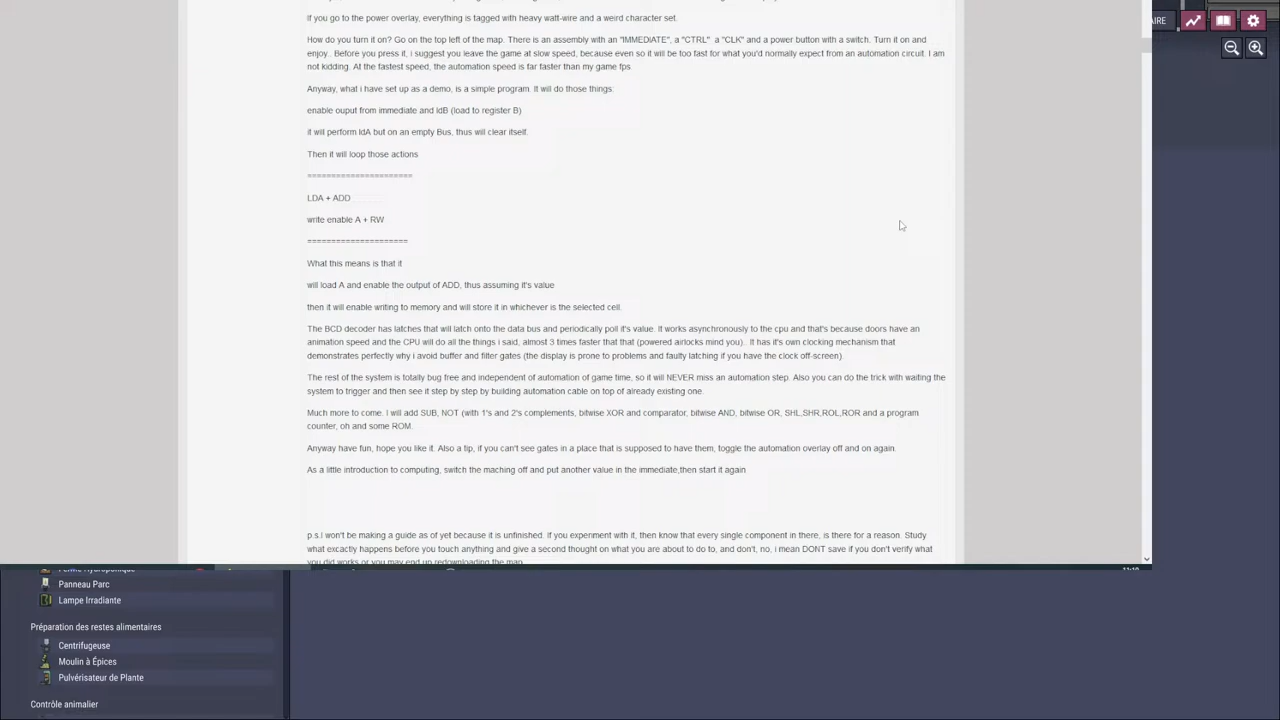 If you go to the power overlay, everything is tagged with heavy watt-wire and a weird character set.
How do you turn it on? Go on the top left of the map. There is an assembly with an "IMMEDIATE", a "CTRL" a "CLK" and a power button with a switch. Turn it on and
enjoy.. Before you press it, i suggest you leave the game at slow speed, because even so it will be too fast for what you'd normally expect from an automation circuit. I am
not kidding. At the fastest speed, the automation speed is far faster than my game fps.
Anyway, what i have set up as a demo, is a simple program. It will do those things:
enable ouput from immediate and ldB (load to register B)
it will perform ldA but on an empty Bus, thus will clear itself.
Then it will loop those actions
======================
LDA + ADD
write enable A + RW
=====================
What this means is that it
will load A and enable the output of ADD, thus assuming it's value
then it will enable writing to memory and will store it in whichever is the selected cell.
The BCD decoder has latches that will latch onto the data bus and periodically poll it's value. It works asynchronously to the cpu and that's because doors have an
animation speed and the CPU will do all the things i said, almost 3 times faster that that (powered airlocks mind you).. It has it's own clocking mechanism that
demonstrates perfectly why i avoid buffer and filter gates (the display is prone to problems and faulty latching if you have the clock off-screen).
The rest of the system is totally bug free and independent of automation of game time, so it will NEVER miss an automation step. Also you can do the trick with waiting the
system to trigger and then see it step by step by building automation cable on top of already existing one.
Much more to come. I will add SUB, NOT (with 1's and 2's complements, bitwise XOR and comparator, bitwise AND, bitwise OR, SHL,SHR,ROL,ROR and a program
counter, oh and some ROM.
Anyway have fun, hope you like it. Also a tip, if you can't see gates in a place that is supposed to have them, toggle the automation overlay off and on again.
As a little introduction to computing, switch the maching off and put another value in the immediate,then start it again
p.s.I won't be making a guide as of yet because it is unfinished. If you experiment with it, then know that every single component in there, is there for a reason. Study
what excactly happens before you touch anything and give a second thought on what you are about to do to, and don't, no, i mean DONT save if you don't verify what
you did works or you may end up redownloading the map.
AIRE
Panneau Parc
Lampe Irradiante
Préparation des restes alimentaires
Centrifugeuse
Moulin à Épices
Pulvérisateur de Plante
Contrôle animalier